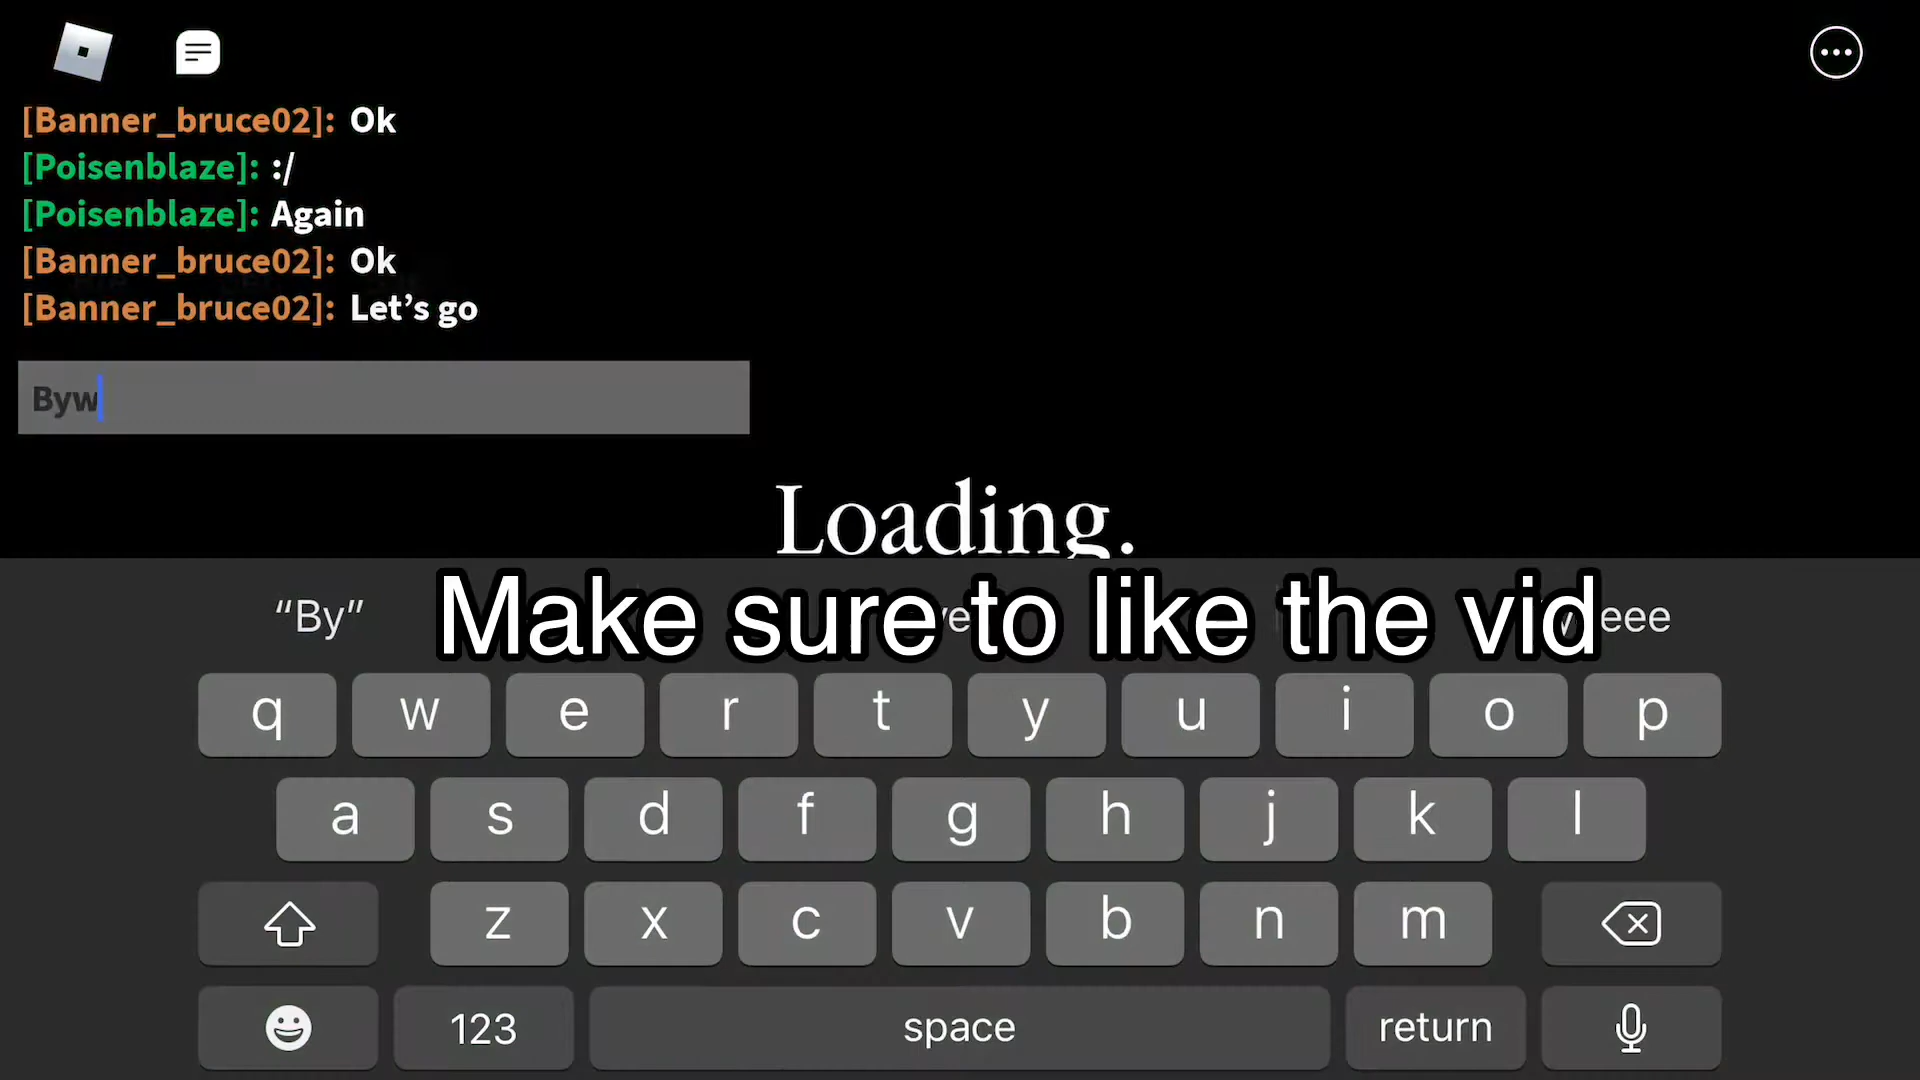 [Banner_bruce02]: Ok
[Poisenblaze]: :/
[Poisenblaze]: Again
[Banner_bruce02]: Ok
[Banner_bruce02]: Let’s go
Byw
Loading.
“By”
Make sure to like the vid
q w e r t y u i o p
a s d f g h j k l
z x c v b n m
123 space return